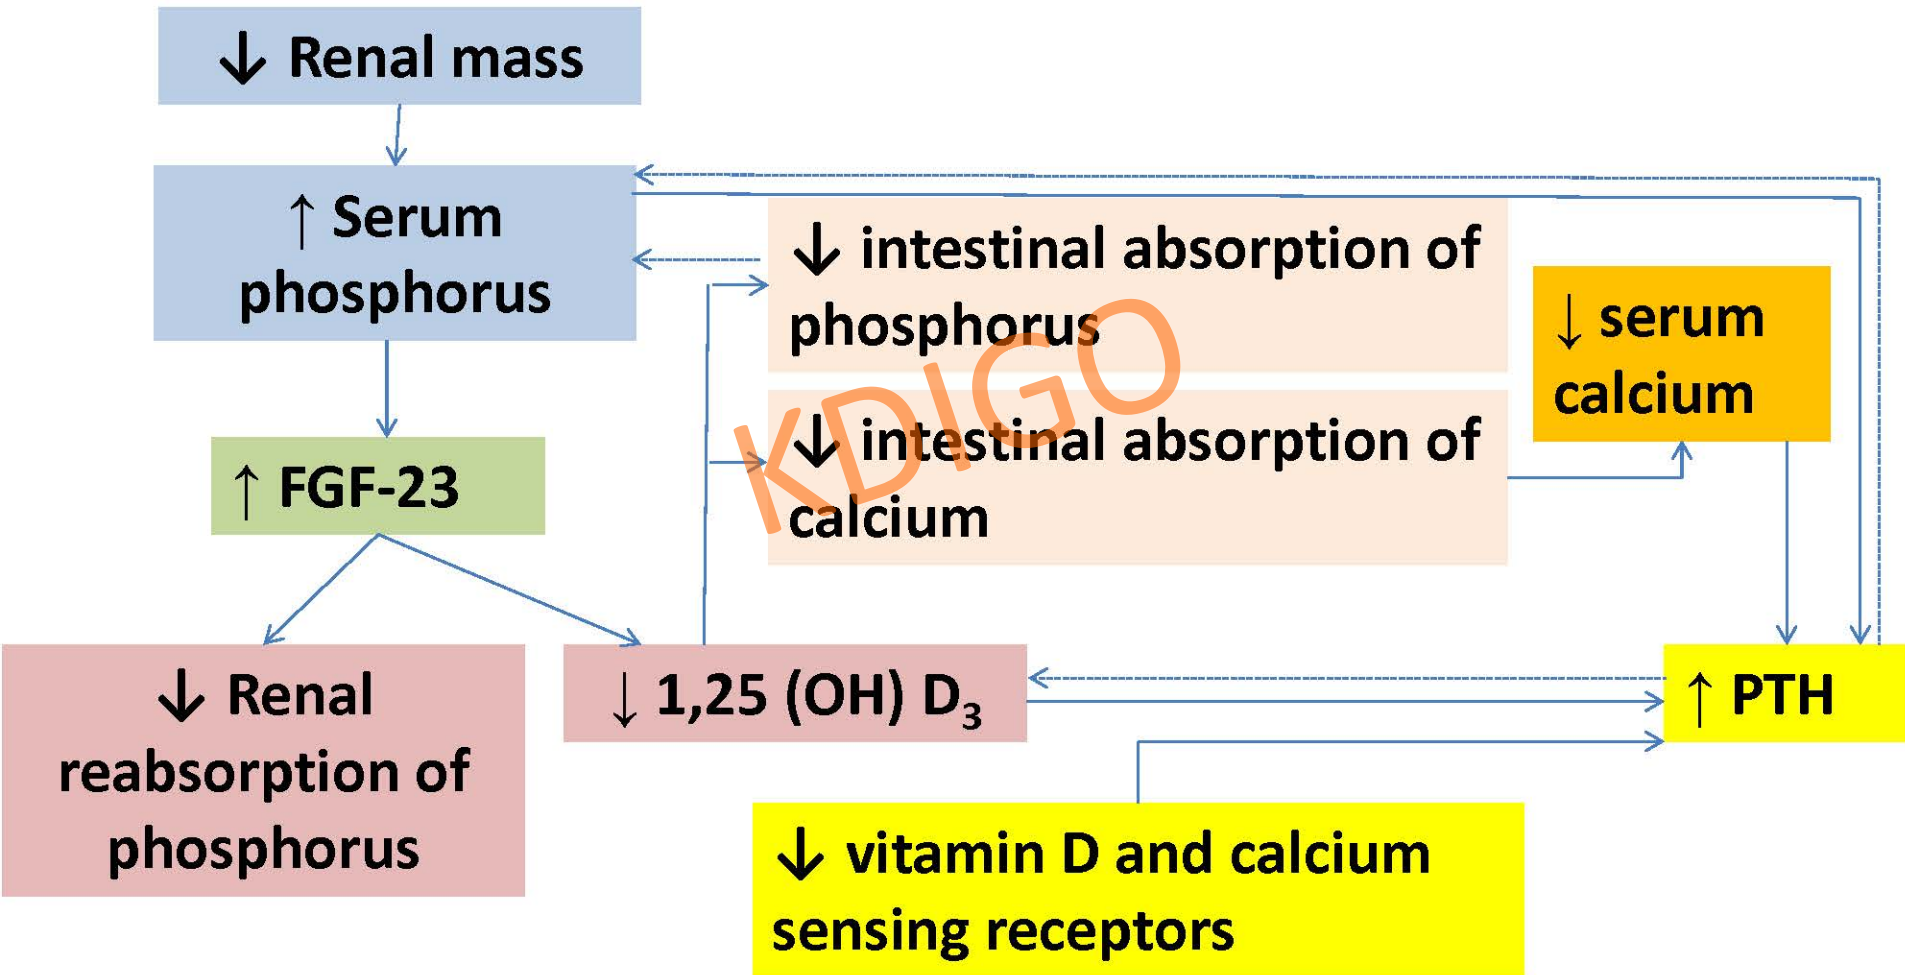 ↓ Renal mass
↑ Serum
phosphorus
↓ intestinal absorption of
phosphorus
↓ serum
calcium
↓ intestinal absorption of
calcium
KDIGO
↑ FGF-23
↓ Renal
reabsorption of
phosphorus
↓ 1,25 (OH) D₃
↑ PTH
↓ vitamin D and calcium
sensing receptors